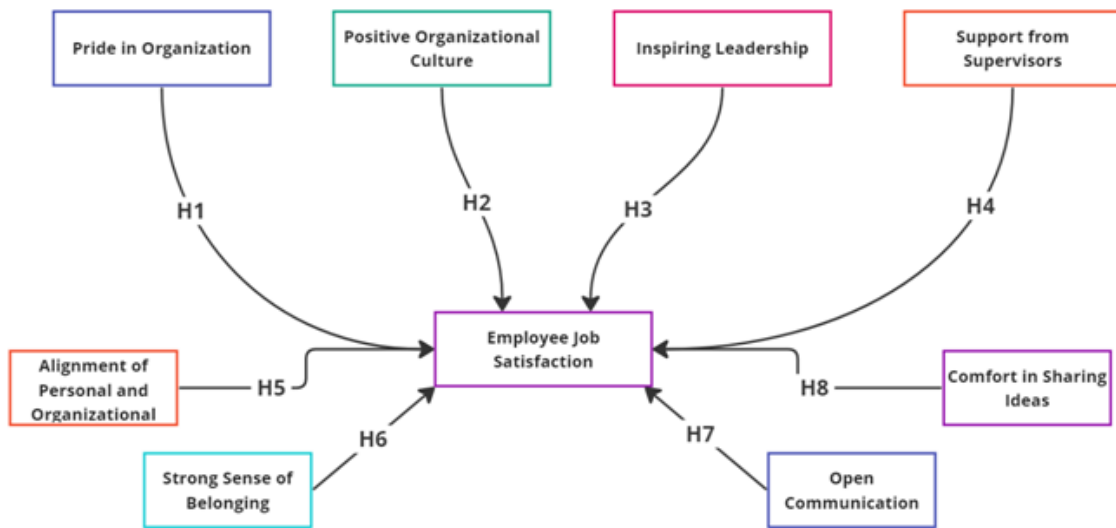 Pride in Organization
Positive Organizational
Culture
Inspiring Leadership
Support from
Supervisors
H1
H2
H3
H4
Employee Job
Satisfaction
Alignment of
Personal and
Organizational
H5
H8
Comfort in Sharing
Ideas
H6
H7
Strong Sense of
Belonging
Open
Communication